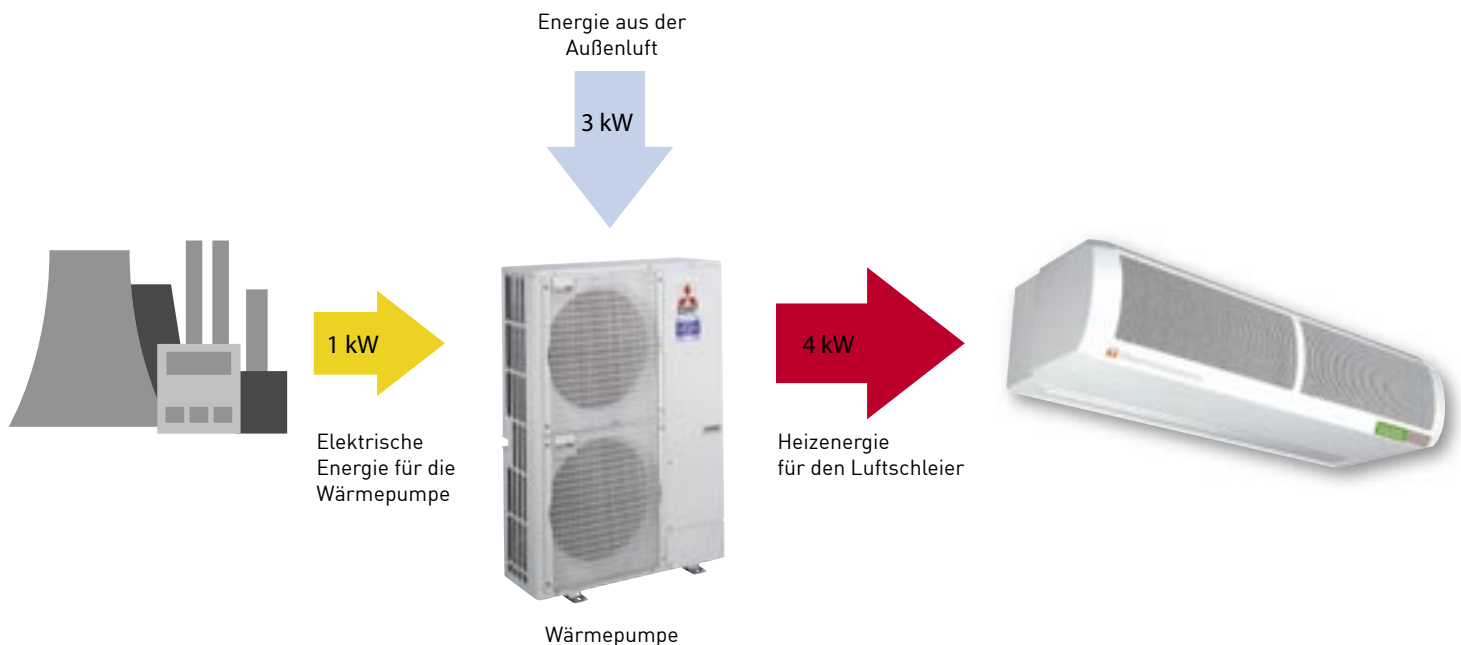 Energie aus der
Außenluft
3 kW
1 kW
4 kW
Elektrische
Energie für die
Wärmepumpe
Heizenergie
für den Luftschleier
Wärmepumpe